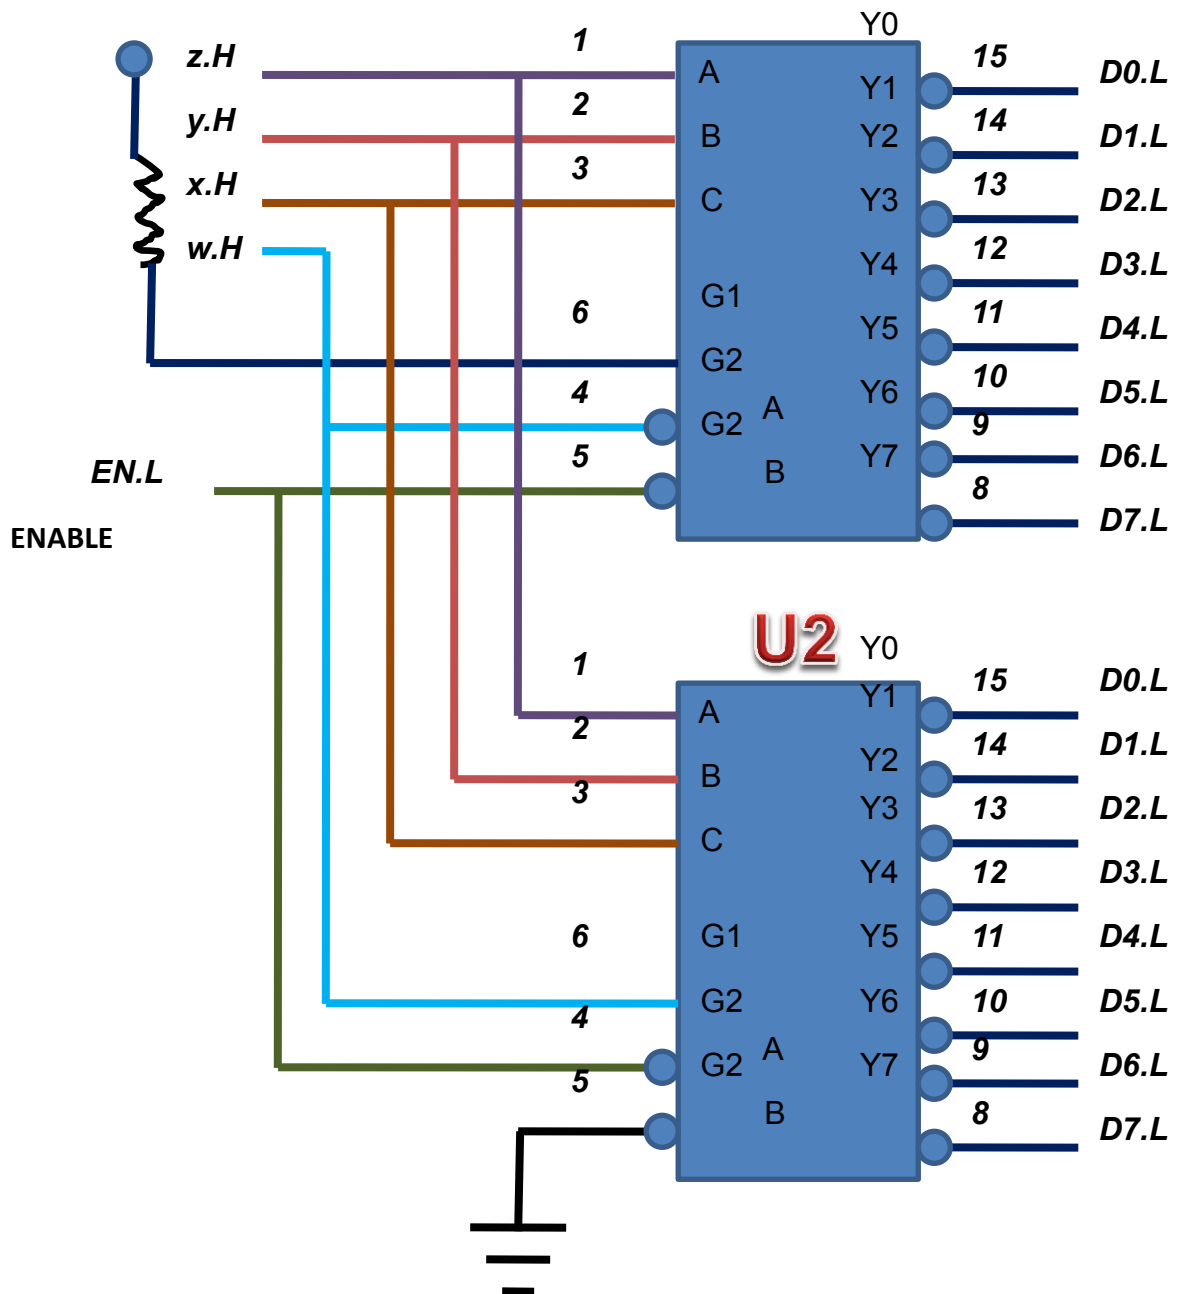 Y0
1
z.H
A
Y1
15
D0.L
2
y.H
B
Y2
14
D1.L
3
x.H
C
Y3
13
D2.L
w.H
Y4
12
D3.L
6
G1
Y5
11
D4.L
G2
4
A
Y6
10
D5.L
G2
9
5
EN.L
B
Y7
D6.L
8
ENABLE
D7.L
U2
Y0
1
Y1
15
D0.L
A
2
Y2
14
D1.L
B
3
Y3
13
D2.L
C
Y4
12
D3.L
6
G1
Y5
11
D4.L
G2
4
Y6
10
D5.L
A
9
G2
5
Y7
D6.L
B
8
D7.L